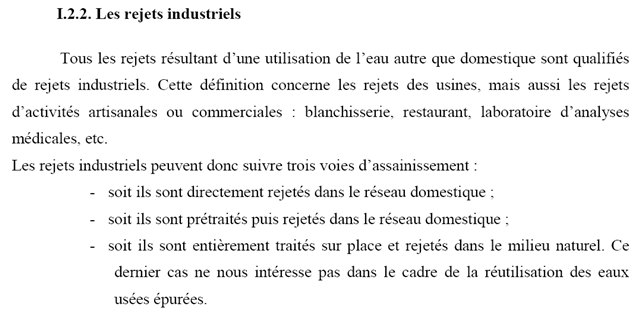 I.2.2. Les rejets industriels
Tous les rejets résultant d’une utilisation de l’eau autre que domestique sont qualifiés
de rejets industriels. Cette définition concerne les rejets des usines, mais aussi les rejets
d’activités artisanales ou commerciales : blanchisserie, restaurant, laboratoire d’analyses
médicales, etc.
Les rejets industriels peuvent donc suivre trois voies d’assainissement :
- soit ils sont directement rejetés dans le réseau domestique ;
- soit ils sont prétraités puis rejetés dans le réseau domestique ;
- soit ils sont entièrement traités sur place et rejetés dans le milieu naturel. Ce
dernier cas ne nous intéresse pas dans le cadre de la réutilisation des eaux
usées épurées.